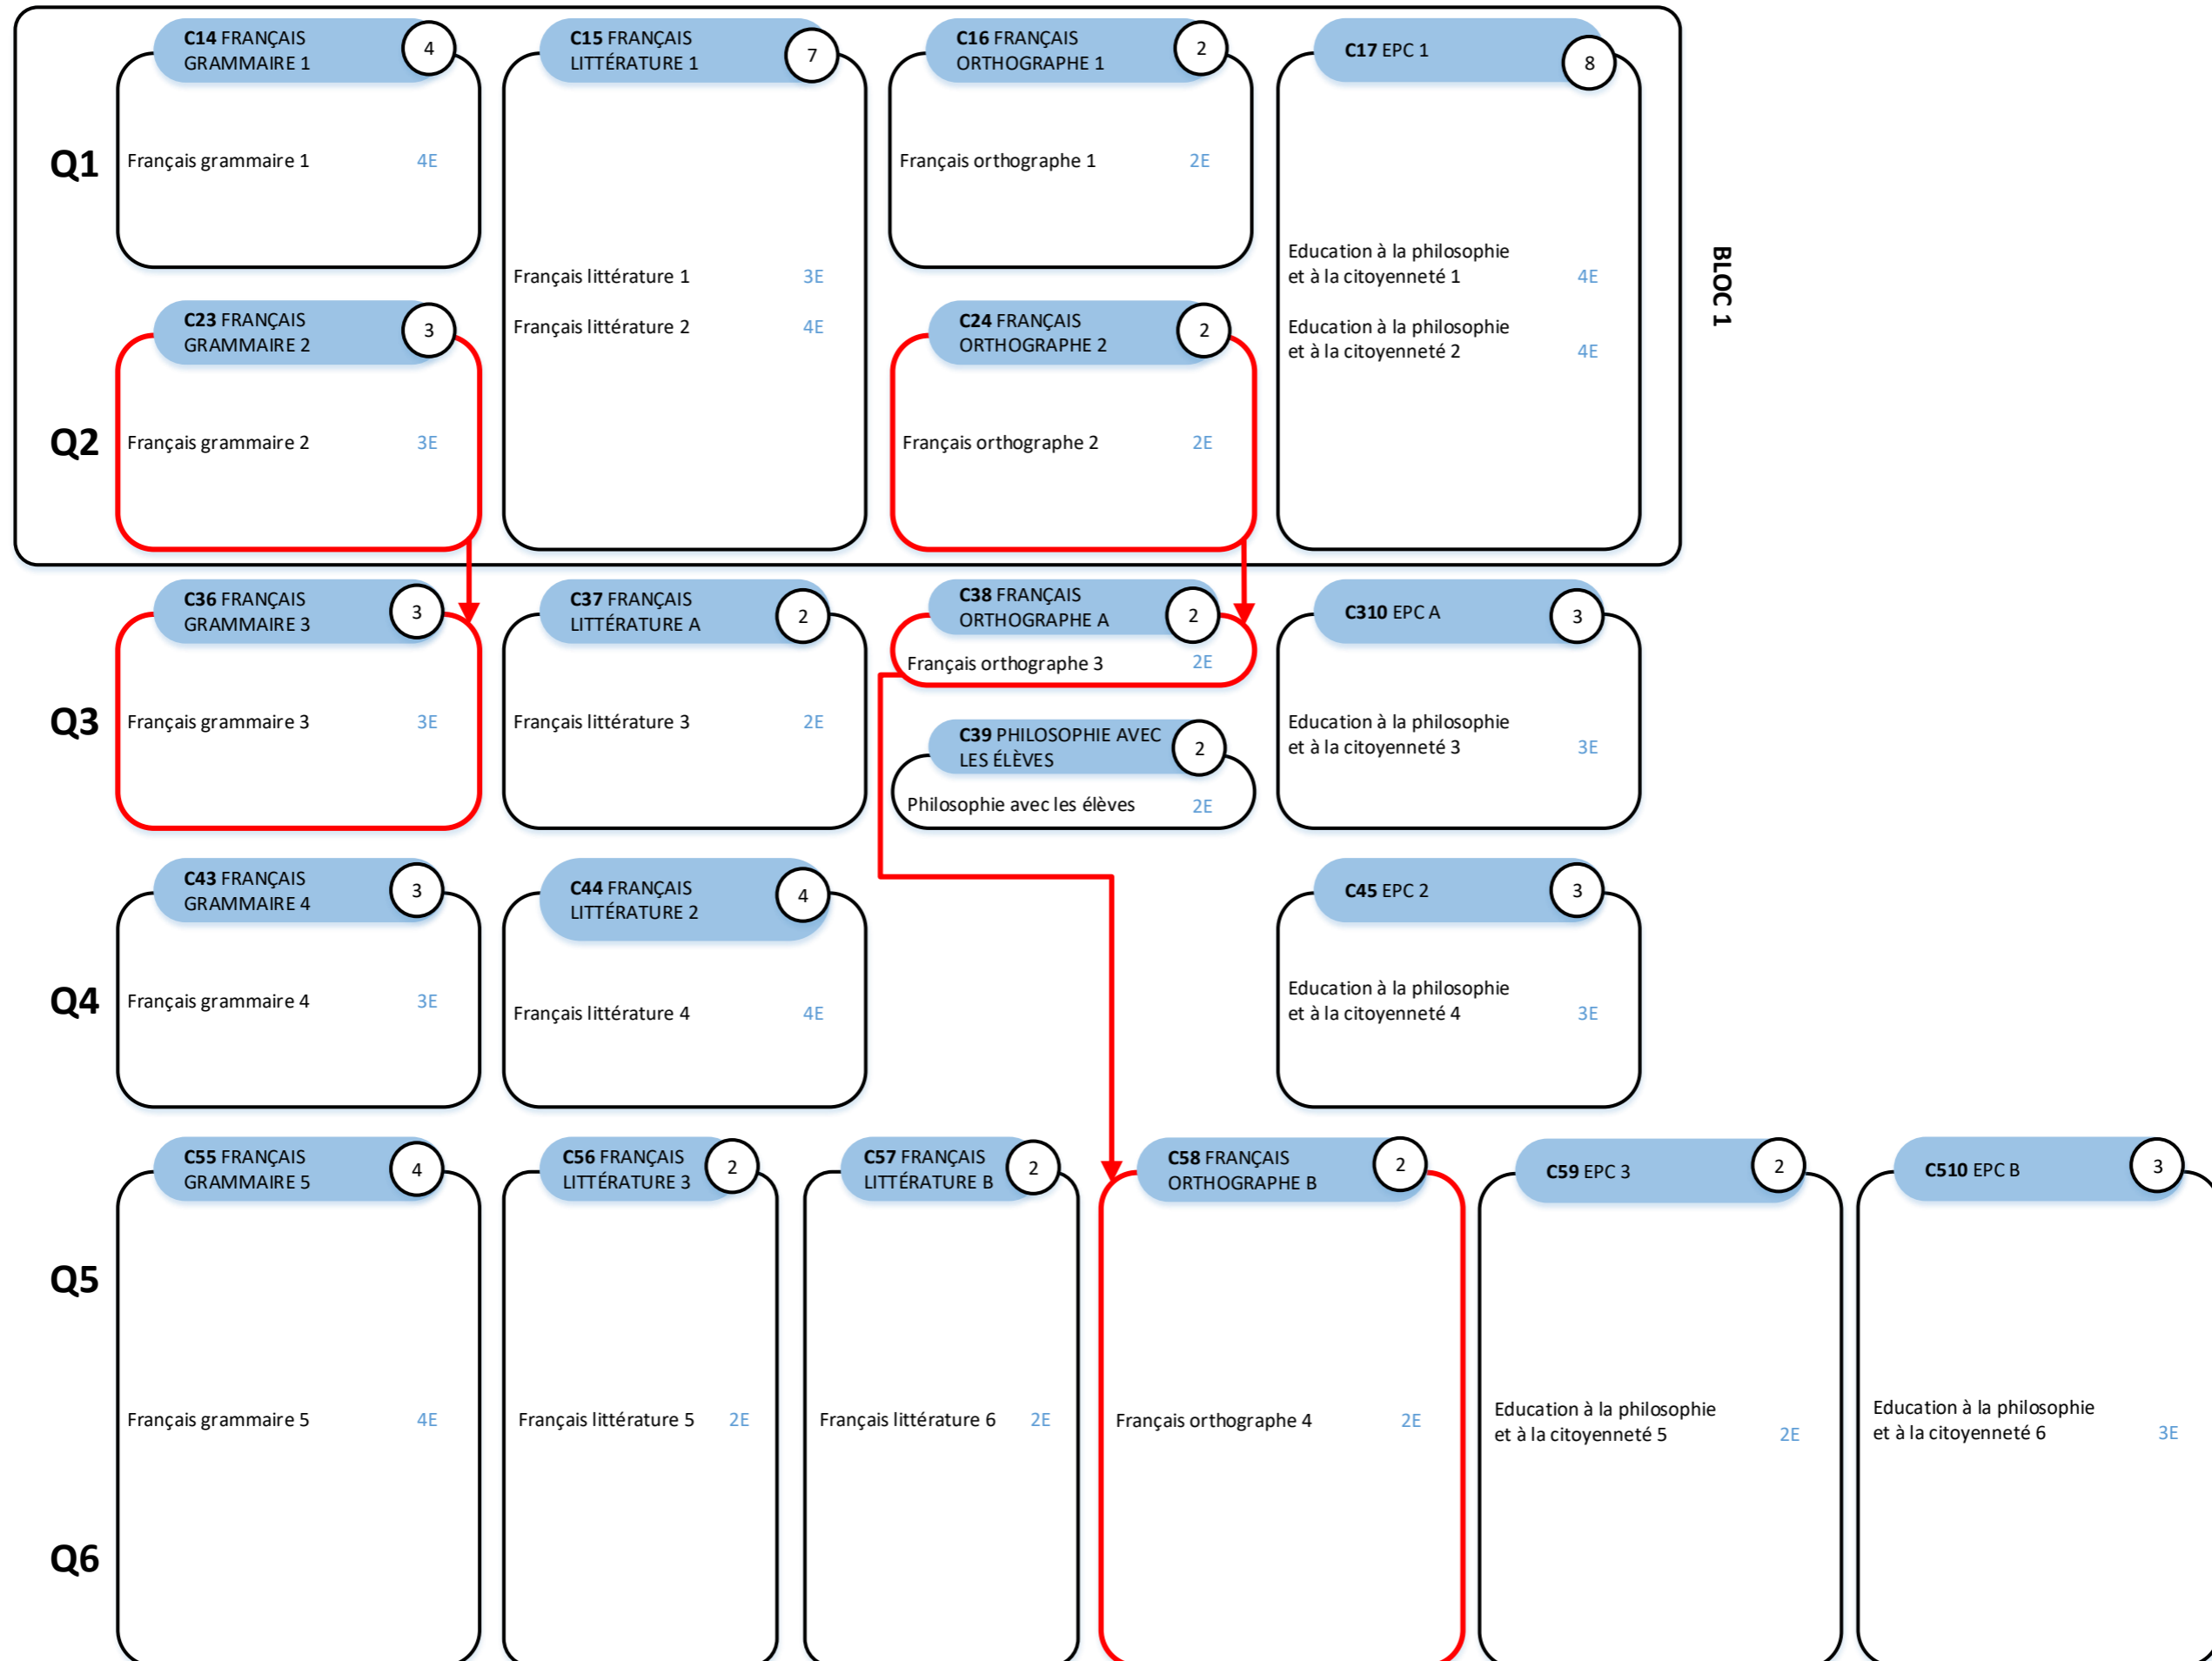 C14 FRANÇAIS
GRAMMAIRE 1
4
C15 FRANÇAIS
LITTÉRATURE 1
7
C16 FRANÇAIS
ORTHOGRAPHE 1
2
C17 EPC 1
8
Q1
Français grammaire 1 4E
Français orthographe 1 2E
Français littérature 1 3E
Français littérature 2 4E
Education à la philosophie
et à la citoyenneté 1 4E
Education à la philosophie
et à la citoyenneté 2 4E
BLOC 1
C23 FRANÇAIS
GRAMMAIRE 2
3
C24 FRANÇAIS
ORTHOGRAPHE 2
2
Q2
Français grammaire 2 3E
Français orthographe 2 2E
C36 FRANÇAIS
GRAMMAIRE 3
3
C37 FRANÇAIS
LITTÉRATURE A
2
C38 FRANÇAIS
ORTHOGRAPHE A
2
Français orthographe 3 2E
C310 EPC A
3
Q3
Français grammaire 3 3E
Français littérature 3 2E
C39 PHILOSOPHIE AVEC
LES ÉLÈVES
2
Philosophie avec les élèves 2E
Education à la philosophie
et à la citoyenneté 3 3E
C43 FRANÇAIS
GRAMMAIRE 4
3
C44 FRANÇAIS
LITTÉRATURE 2
4
C45 EPC 2
3
Q4
Français grammaire 4 3E
Français littérature 4 4E
Education à la philosophie
et à la citoyenneté 4 3E
C55 FRANÇAIS
GRAMMAIRE 5
4
C56 FRANÇAIS
LITTÉRATURE 3
2
C57 FRANÇAIS
LITTÉRATURE B
2
C58 FRANÇAIS
ORTHOGRAPHE B
2
C59 EPC 3
2
C510 EPC B
3
Q5
Français grammaire 5 4E
Français littérature 5 2E
Français littérature 6 2E
Français orthographe 4 2E
Education à la philosophie
et à la citoyenneté 5 2E
Education à la philosophie
et à la citoyenneté 6 3E
Q6